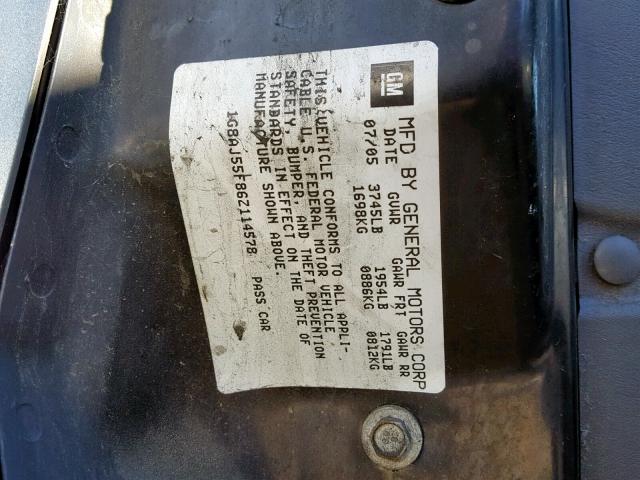 GM
MFD BY GENERAL MOTORS CORP
DATE GVWR GAWR FRT GAWR RR
07/05 3745LB 1954LB 1791LB
1698KG 0886KG 0812KG
THIS VEHICLE CONFORMS TO ALL APPLI-
CABLE U.S. FEDERAL MOTOR VEHICLE
SAFETY, BUMPER, AND THEFT PREVENTION
STANDARDS IN EFFECT ON THE DATE OF
MANUFACTURE SHOWN ABOVE.
1G8AJ55F86Z114578 PASS CAR